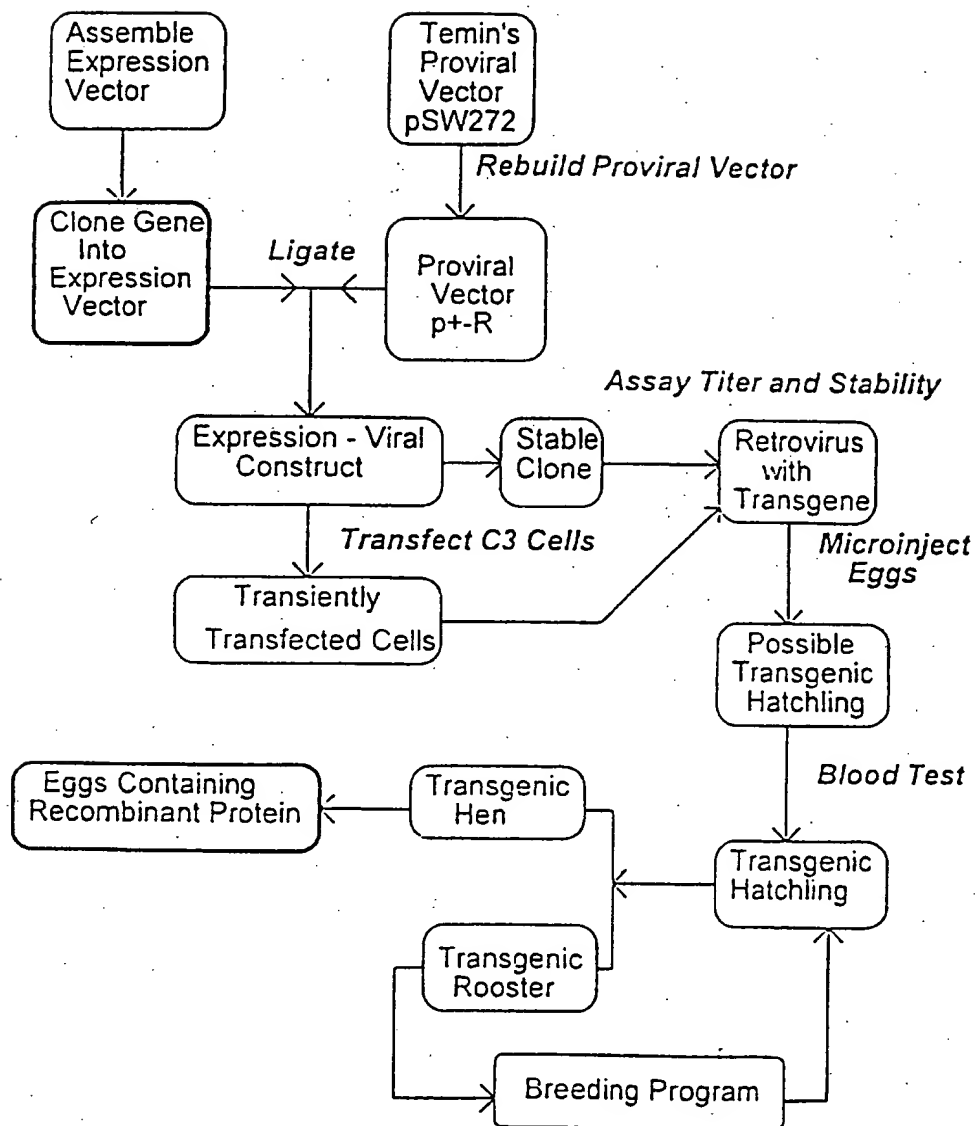 Assemble
Expression
Vector
Temin's
Proviral
Vector
pSW272
Rebuild Proviral Vector
Clone Gene
Into
Expression
Vector
Ligate
Proviral
Vector
p+-R
Assay Titer and Stability
Expression - Viral
Construct
Stable
Clone
Retrovirus
with
Transgene
Transfect C3 Cells
Microinject
Eggs
Transiently
Transfected Cells
Possible
Transgenic
Hatchling
Blood Test
Eggs Containing
Recombinant Protein
Transgenic
Hen
Transgenic
Hatchling
Transgenic
Rooster
Breeding Program